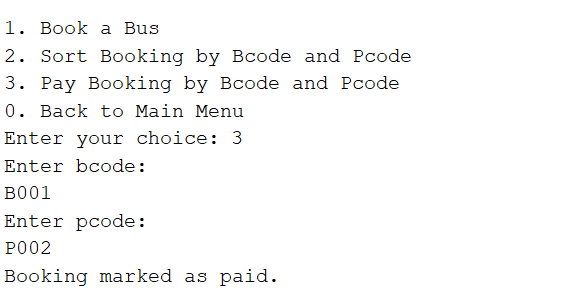 1. Book a Bus
2. Sort Booking by Bcode and Pcode
3. Pay Booking by Bcode and Pcode
0. Back to Main Menu
Enter your choice: 3
Enter bcode:
B001
Enter pcode:
P002
Booking marked as paid.